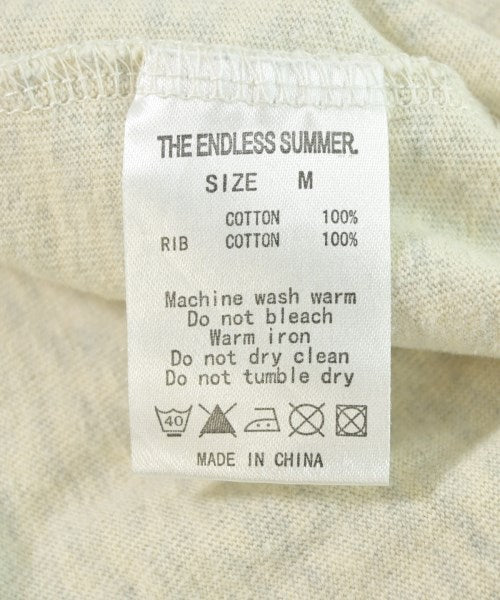 THE ENDLESS SUMMER.
SIZE M
COTTON 100%
RIB COTTON 100%
Machine wash warm
Do not bleach
Warm iron
Do not dry clean
Do not tumble dry
40
MADE IN CHINA